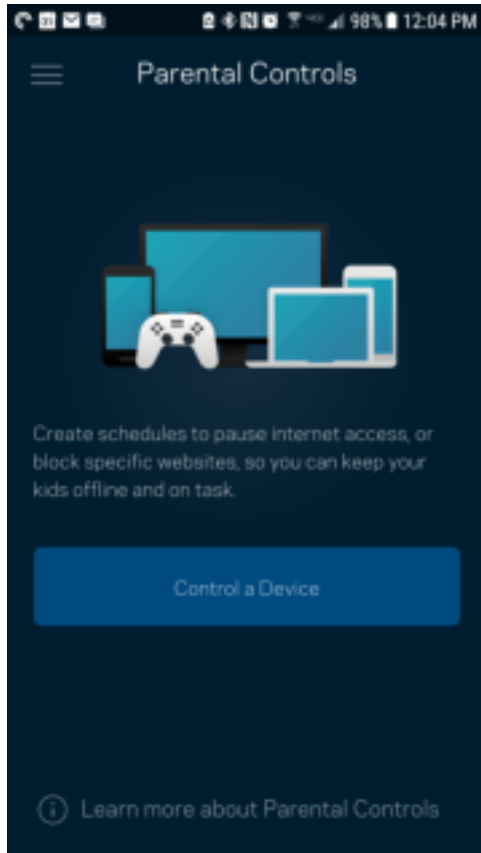 98% 12:04 PM
Parental Controls
Create schedules to pause internet access, or
block specific websites, so you can keep your
kids offline and on task.
Control a Device
Learn more about Parental Controls